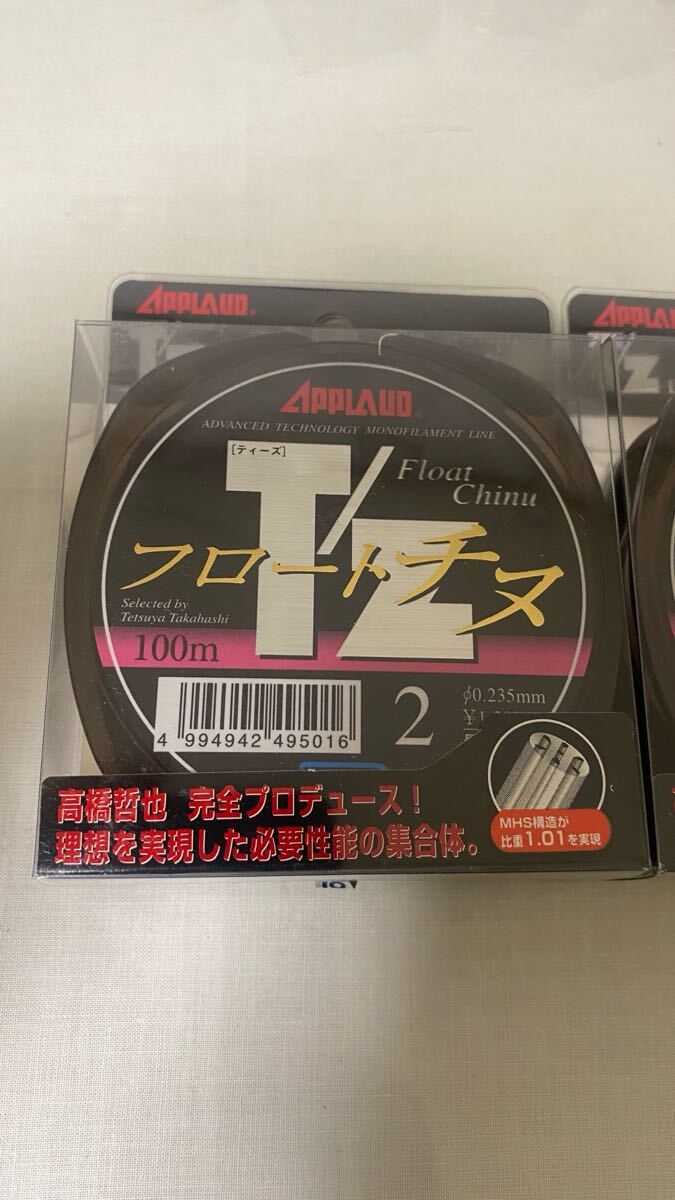 APPLAUD®
APPLAUD®
ADVANCED TECHNOLOGY MONOFILAMENT LINE
[ティーズ]
T/Z
Float
Chinu
フロートチヌ
Selected by
Tetsuya Takahashi
100m
2
φ0.235mm
4 994942 495016
高橋哲也 完全プロデュース!
理想を実現した必要性能の集合体。
MHS構造が
比重1.01を実現
Z